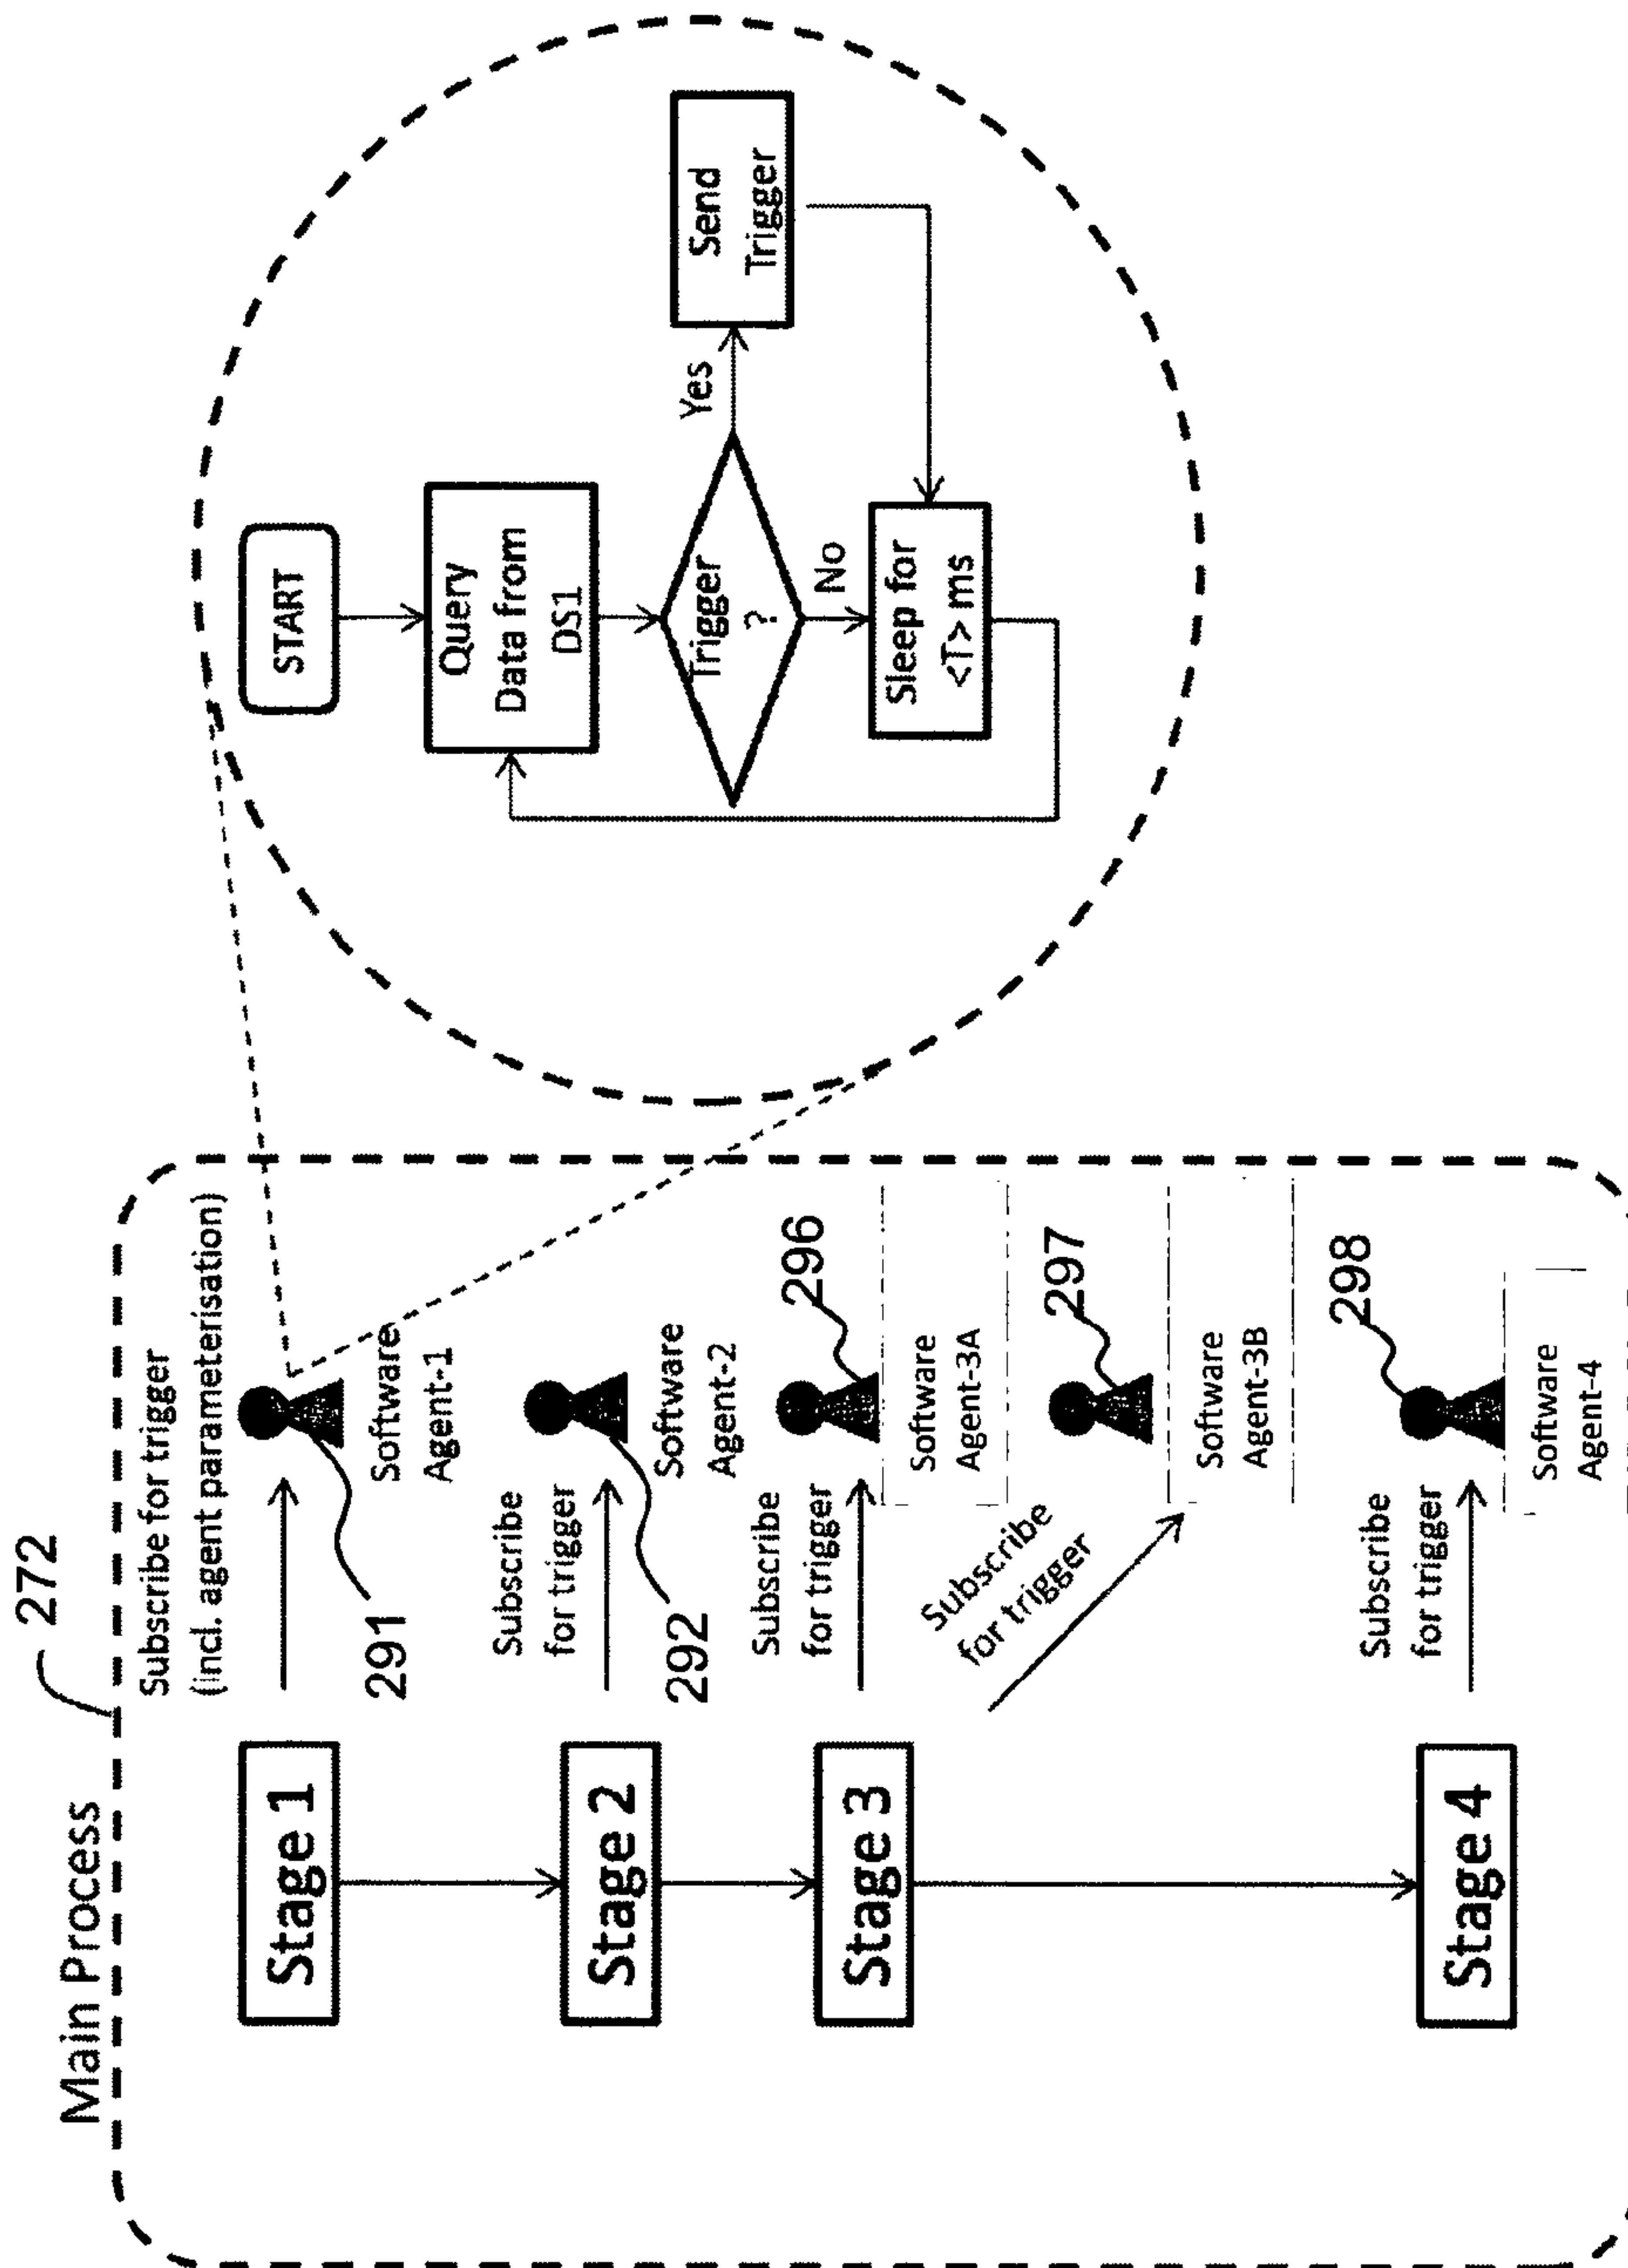 Main Process
272
Subscribe for trigger
(incl. agent parameterisation)
Stage 1
291
Software
Agent-1
Stage 2
Subscribe
for trigger
292
Software
Agent-2
Stage 3
Subscribe
for trigger
296
Software
Agent-3A
Subscribe
for trigger
297
Software
Agent-3B
Stage 4
Subscribe
for trigger
298
Software
Agent-4
START
Query
Data from
DS1
Trigger
?
Yes
Send
Trigger
No
Sleep for
<T> ms